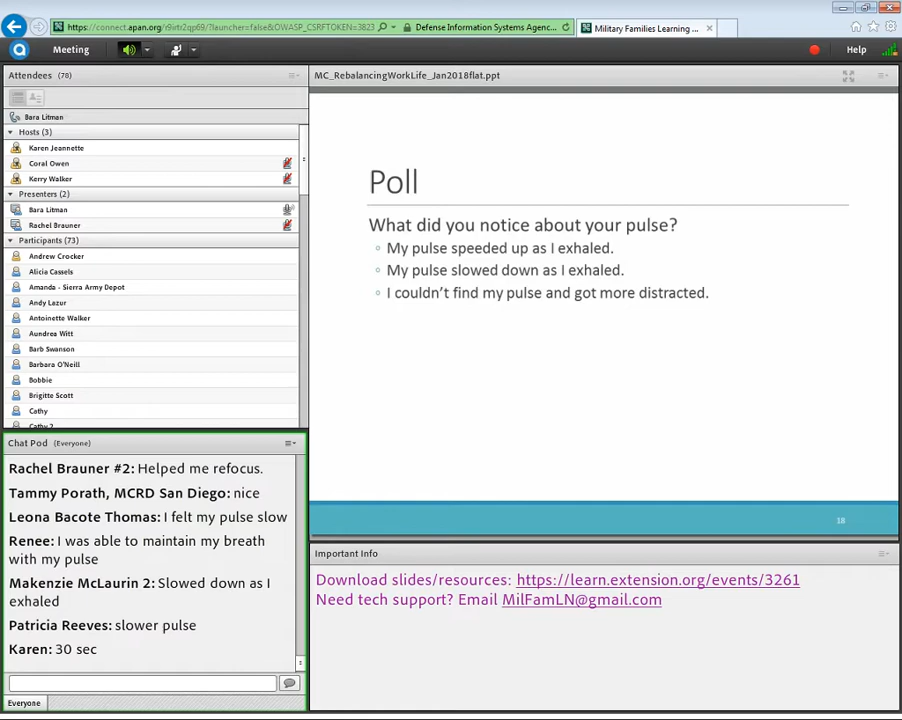 https://connect.apan.org/r9irtr2qp69/?launcher=false&OWASP_CSRFTOKEN=3823
Defense Information Systems Agenc...
Military Families Learning ...
Meeting
Help
Attendees (78)
MC_RebalancingWorkLife_Jan2018flat.ppt
Bara Litman
Hosts (3)
Karen Jeannette
Coral Owen
Kerry Walker
Presenters (2)
Bara Litman
Rachel Brauner
Participants (73)
Andrew Crocker
Alicia Cassels
Amanda - Sierra Army Depot
Andy Lazur
Antoinette Walker
Aundrea Witt
Barb Swanson
Barbara O'Neill
Bobbie
Brigitte Scott
Cathy
Cathy 2
Poll
What did you notice about your pulse?
My pulse speeded up as I exhaled.
My pulse slowed down as I exhaled.
I couldn't find my pulse and got more distracted.
18
Chat Pod (Everyone)
Rachel Brauner #2: Helped me refocus.
Tammy Porath, MCRD San Diego: nice
Leona Bacote Thomas: I felt my pulse slow
Renee: I was able to maintain my breath
with my pulse
Makenzie McLaurin 2: Slowed down as I
exhaled
Patricia Reeves: slower pulse
Karen: 30 sec
Everyone
Important Info
Download slides/resources: https://learn.extension.org/events/3261
Need tech support? Email MilFamLN@gmail.com